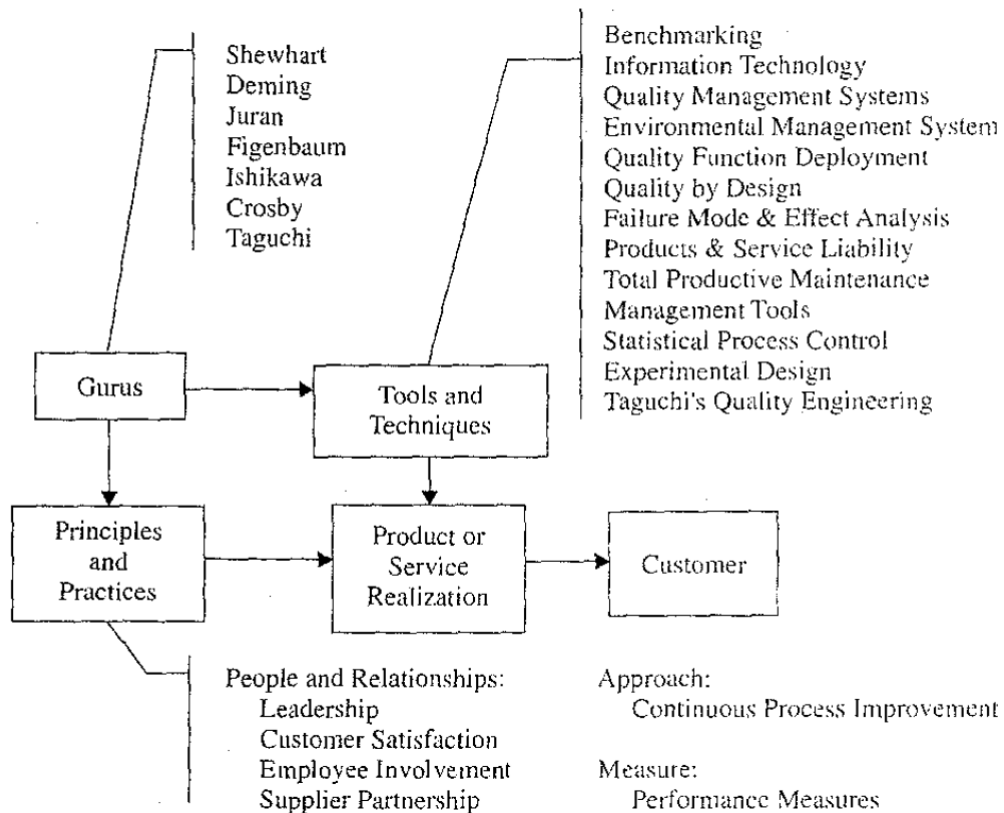 Shewhart
Deming
Juran
Figenbaum
Ishikawa
Crosby
Taguchi
Benchmarking
Information Technology
Quality Management Systems
Environmental Management System
Quality Function Deployment
Quality by Design
Failure Mode & Effect Analysis
Products & Service Liability
Total Productive Maintenance
Management Tools
Statistical Process Control
Experimental Design
Taguchi's Quality Engineering
Gurus
Tools and
Techniques
Principles
and
Practices
Product or
Service
Realization
Customer
People and Relationships:
Leadership
Customer Satisfaction
Employee Involvement
Supplier Partnership
Approach:
Continuous Process Improvement
Measure:
Performance Measures